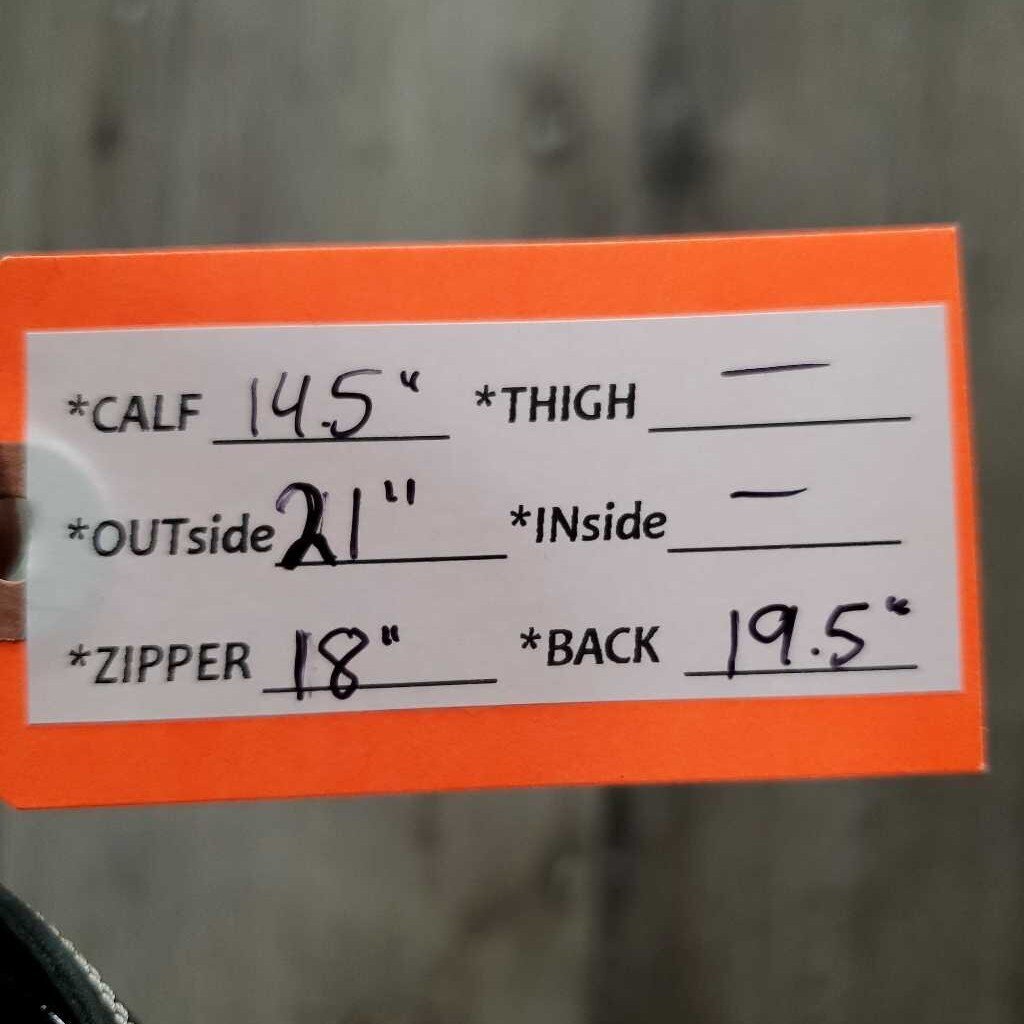 *CALF 14.5" *THIGH —
*OUTside 21" *INside —
*ZIPPER 18" *BACK 19.5"